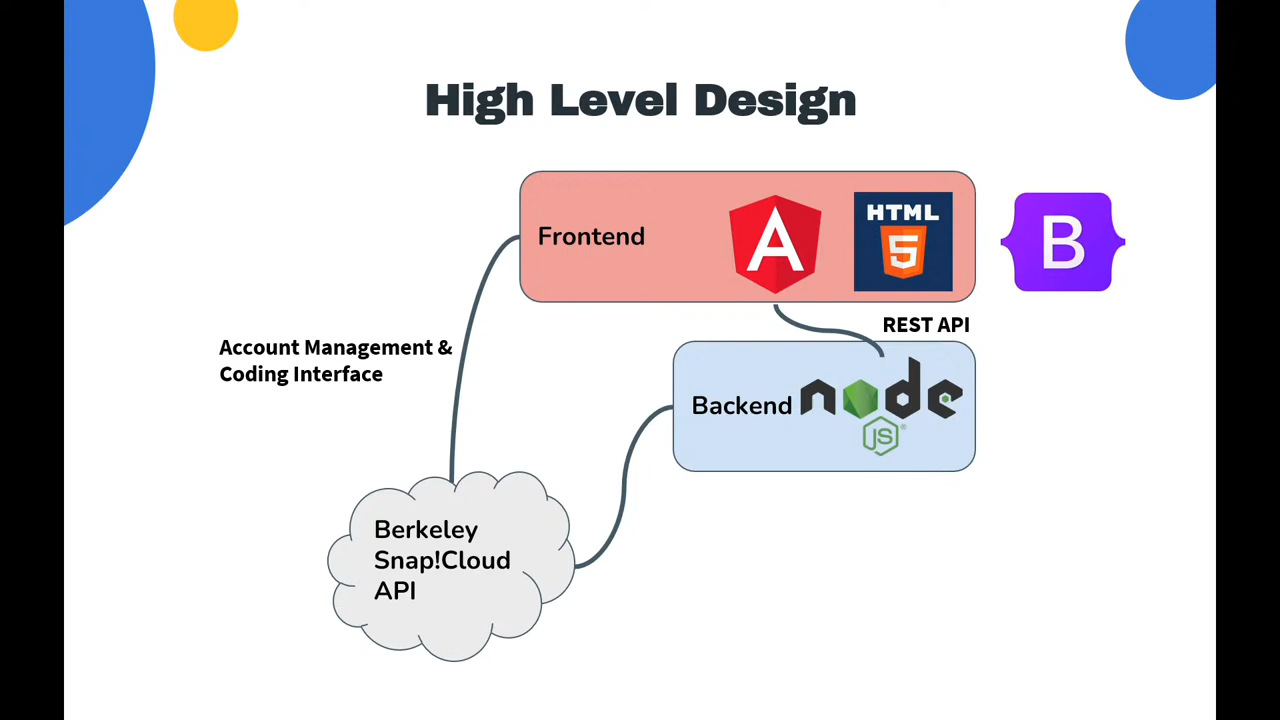 High Level Design
Frontend
A
HTML
5
B
REST API
Account Management &
Coding Interface
Backend
node
JS®
Berkeley
Snap!Cloud
API